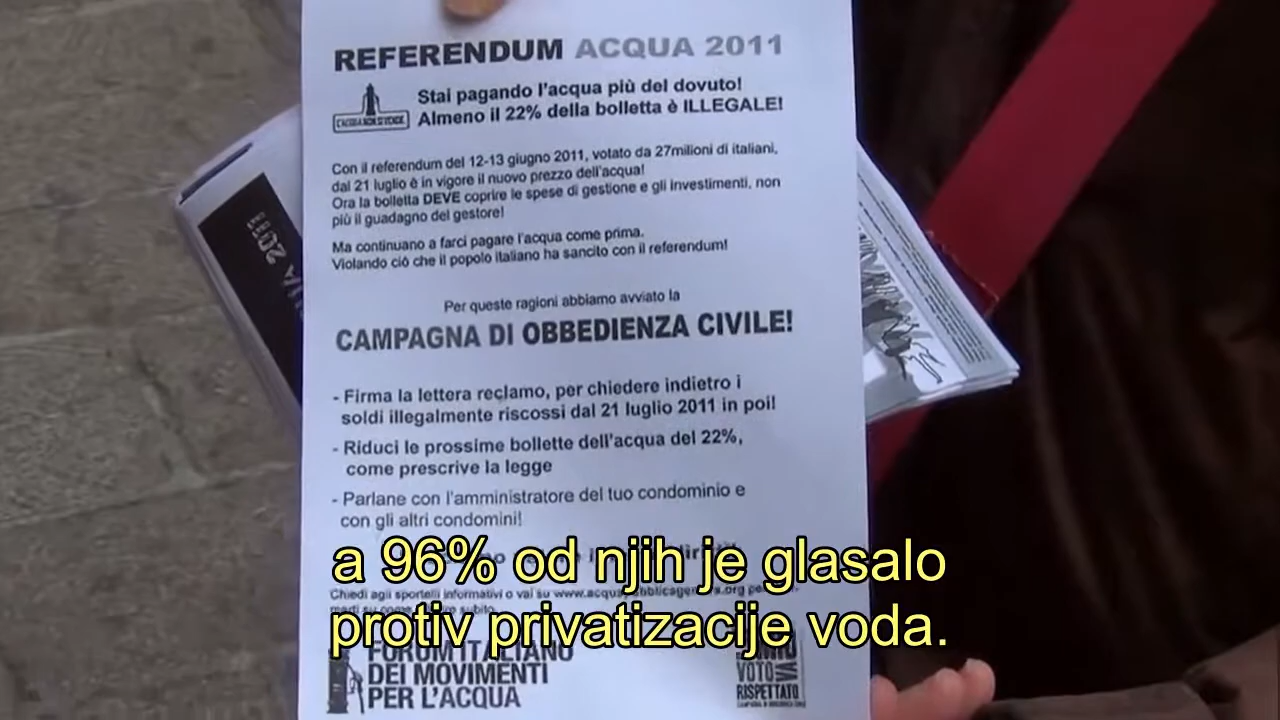 REFERENDUM ACQUA 2011
Stai pagando l'acqua più del dovuto!
Almeno il 22% della bolletta è ILLEGALE!
Con il referendum del 12-13 giugno 2011, votato da 27milioni di italiani,
dal 21 luglio è in vigore il nuovo prezzo dell'acqua!
Ora la bolletta DEVE coprire le spese di gestione e gli investimenti, non
più il guadagno del gestore!
Ma continuano a farci pagare l'acqua come prima.
Violando ciò che il popolo italiano ha sancito con il referendum!
Per queste ragioni abbiamo avviato la
CAMPAGNA DI OBBEDIENZA CIVILE!
- Firma la lettera reclamo, per chiedere indietro i
soldi illegalmente riscossi dal 21 luglio 2011 in poi!
- Riduci le prossime bollette dell'acqua del 22%,
come prescrive la legge
- Parlane con l'amministratore del tuo condominio e
con gli altri condomini!
a 96% od njih je glasalo
Chiedi agli sportelli informativi o vai su
protiv privatizacije voda.
FORUM ITALIANO
DEI MOVIMENTI
PER L'ACQUA
VOTO
RISPETTATO